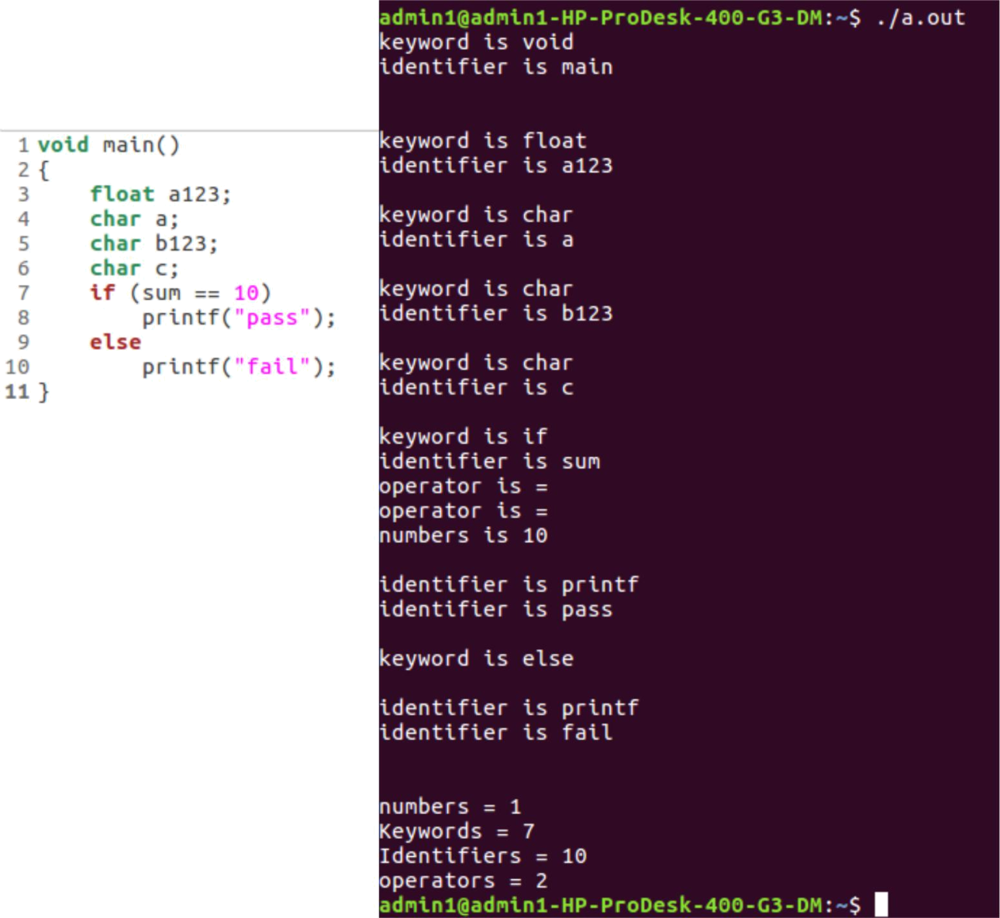 1 void main()
2 {
3     float a123;
4     char a;
5     char b123;
6     char c;
7     if (sum == 10)
8         printf("pass");
9     else
10         printf("fail");
11 }
admin1@admin1-HP-ProDesk-400-G3-DM:~$ ./a.out
keyword is void
identifier is main
keyword is float
identifier is a123
keyword is char
identifier is a
keyword is char
identifier is b123
keyword is char
identifier is c
keyword is if
identifier is sum
operator is =
operator is =
numbers is 10
identifier is printf
identifier is pass
keyword is else
identifier is printf
identifier is fail
numbers = 1
Keywords = 7
Identifiers = 10
operators = 2
admin1@admin1-HP-ProDesk-400-G3-DM:~$